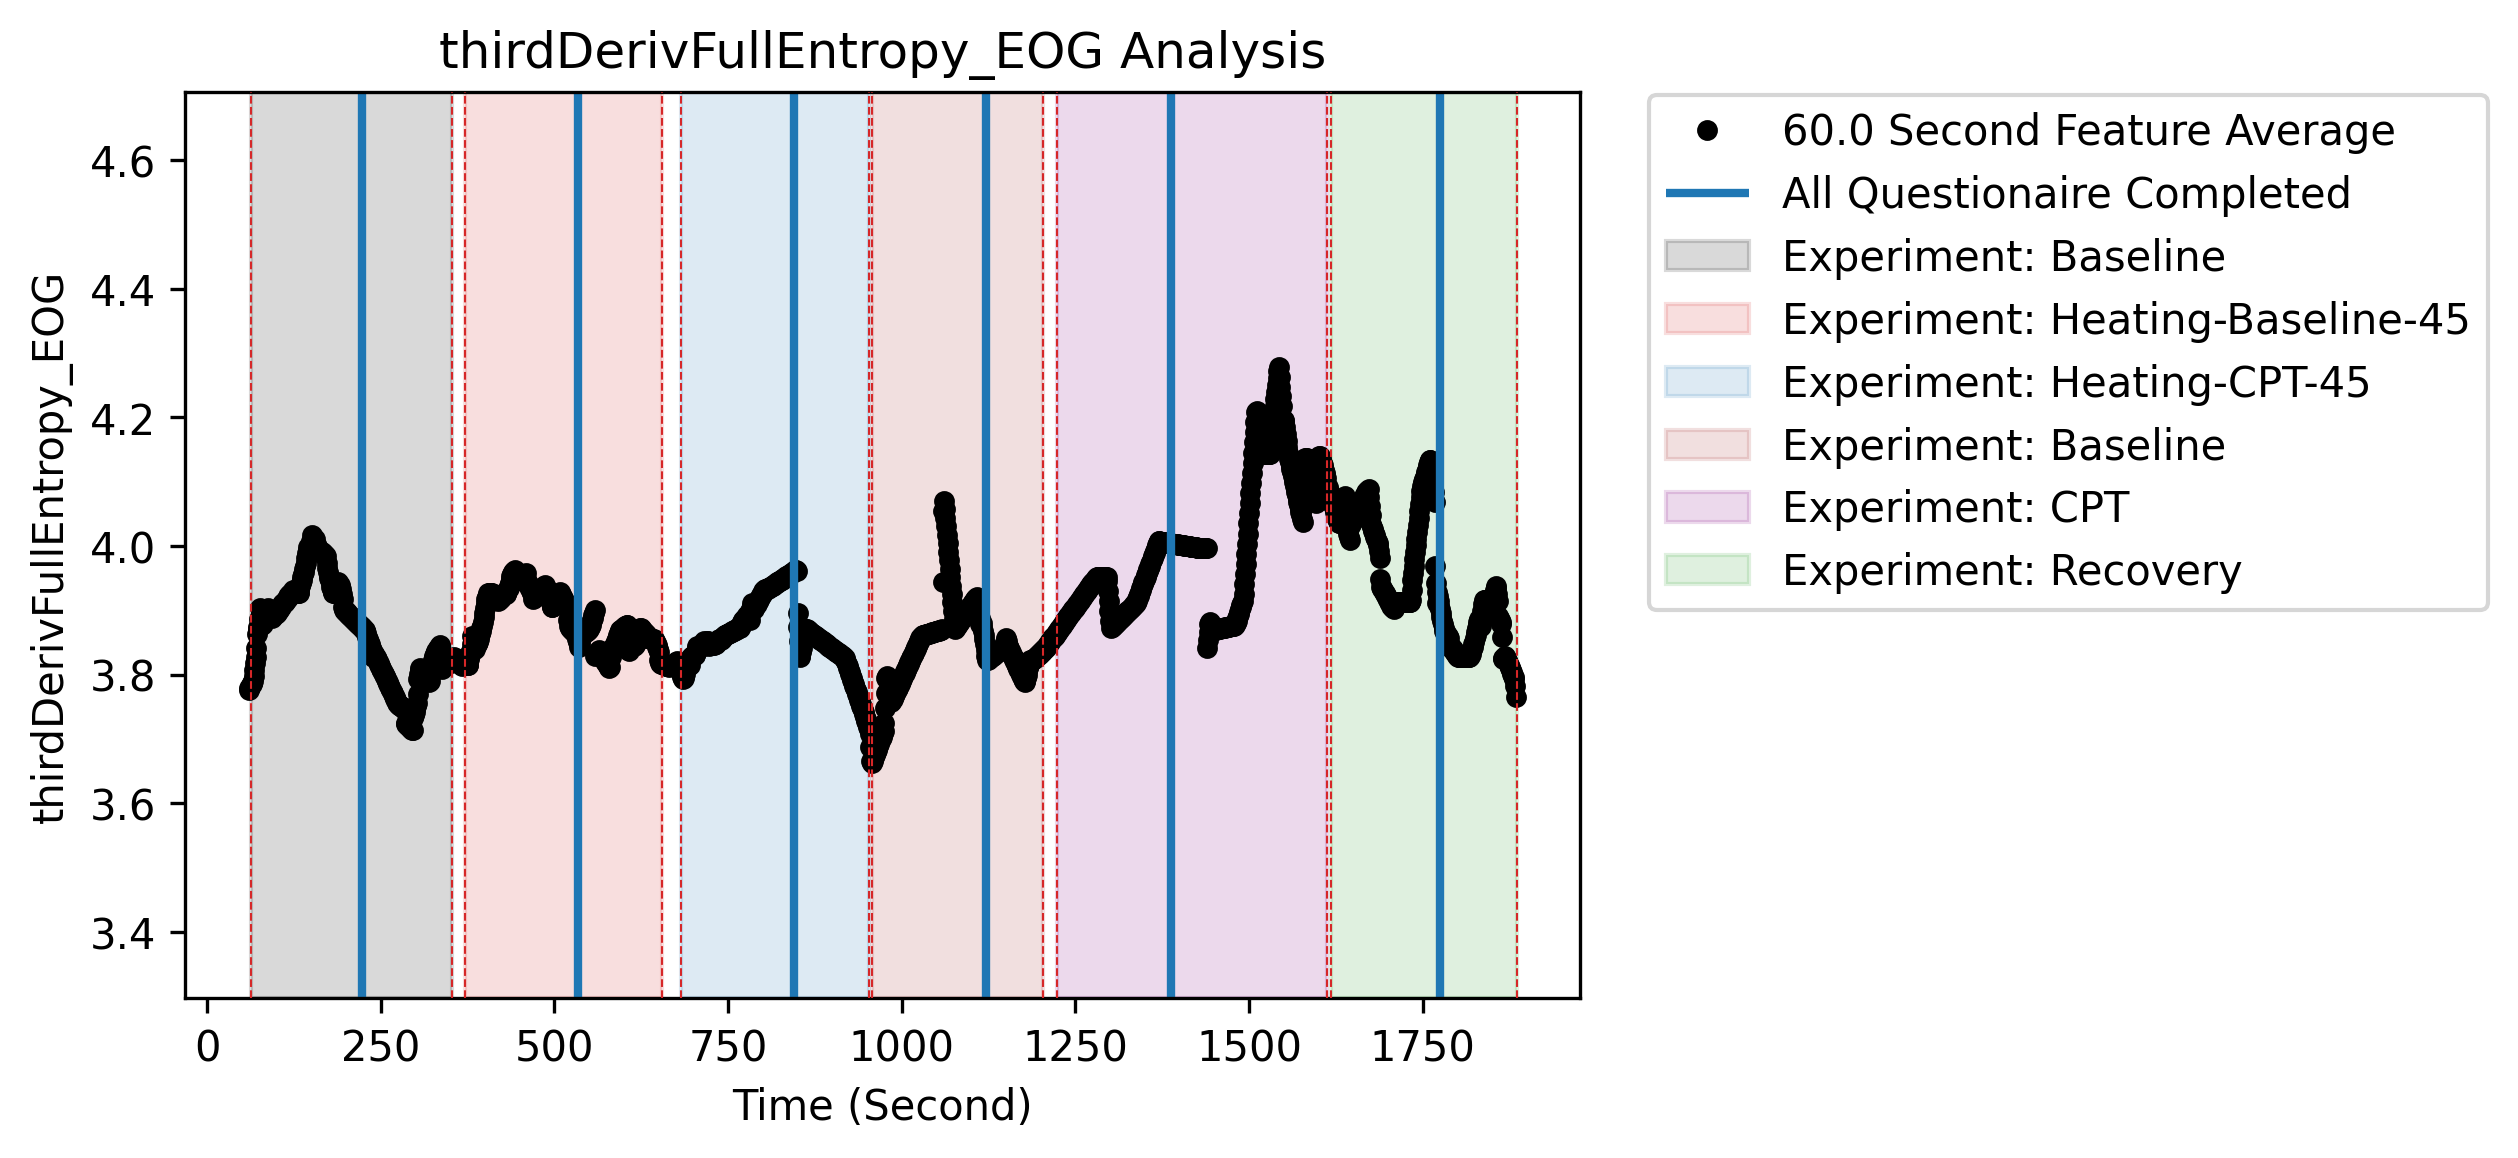 thirdDerivFullEntropy_EOG Analysis
thirdDerivFullEntropy_EOG
4.6
4.4
4.2
4.0
3.8
3.6
3.4
0 250 500 750 1000 1250 1500 1750
Time (Second)
60.0 Second Feature Average
All Questionaire Completed
Experiment: Baseline
Experiment: Heating-Baseline-45
Experiment: Heating-CPT-45
Experiment: Baseline
Experiment: CPT
Experiment: Recovery